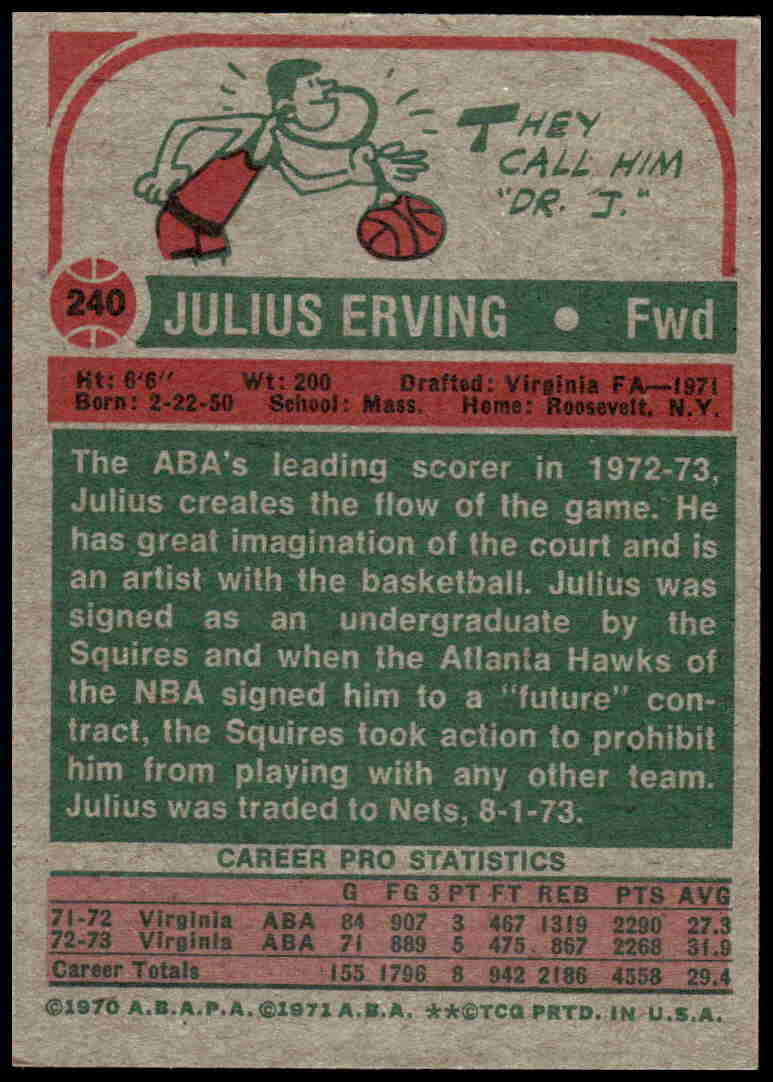 THEY
CALL HIM
"DR. J."
240 JULIUS ERVING • Fwd
Ht: 6'6" Wt: 200 Drafted: Virginia FA—1971
Born: 2-22-50 School: Mass. Home: Roosevelt, N.Y.
The ABA's leading scorer in 1972-73,
Julius creates the flow of the game. He
has great imagination of the court and is
an artist with the basketball. Julius was
signed as an undergraduate by the
Squires and when the Atlanta Hawks of
the NBA signed him to a "future" con-
tract, the Squires took action to prohibit
him from playing with any other team.
Julius was traded to Nets, 8-1-73.
CAREER PRO STATISTICS
G FG 3 PT FT REB PTS AVG
71-72 Virginia ABA 84 907 3 467 1319 2290 27.3
72-73 Virginia ABA 71 889 5 475 867 2268 31.9
Career Totals 155 1796 8 942 2186 4558 29.4
©1970 A.B.A.P.A. ©1971 A.B.A. **©TCG PRTD. IN U.S.A.